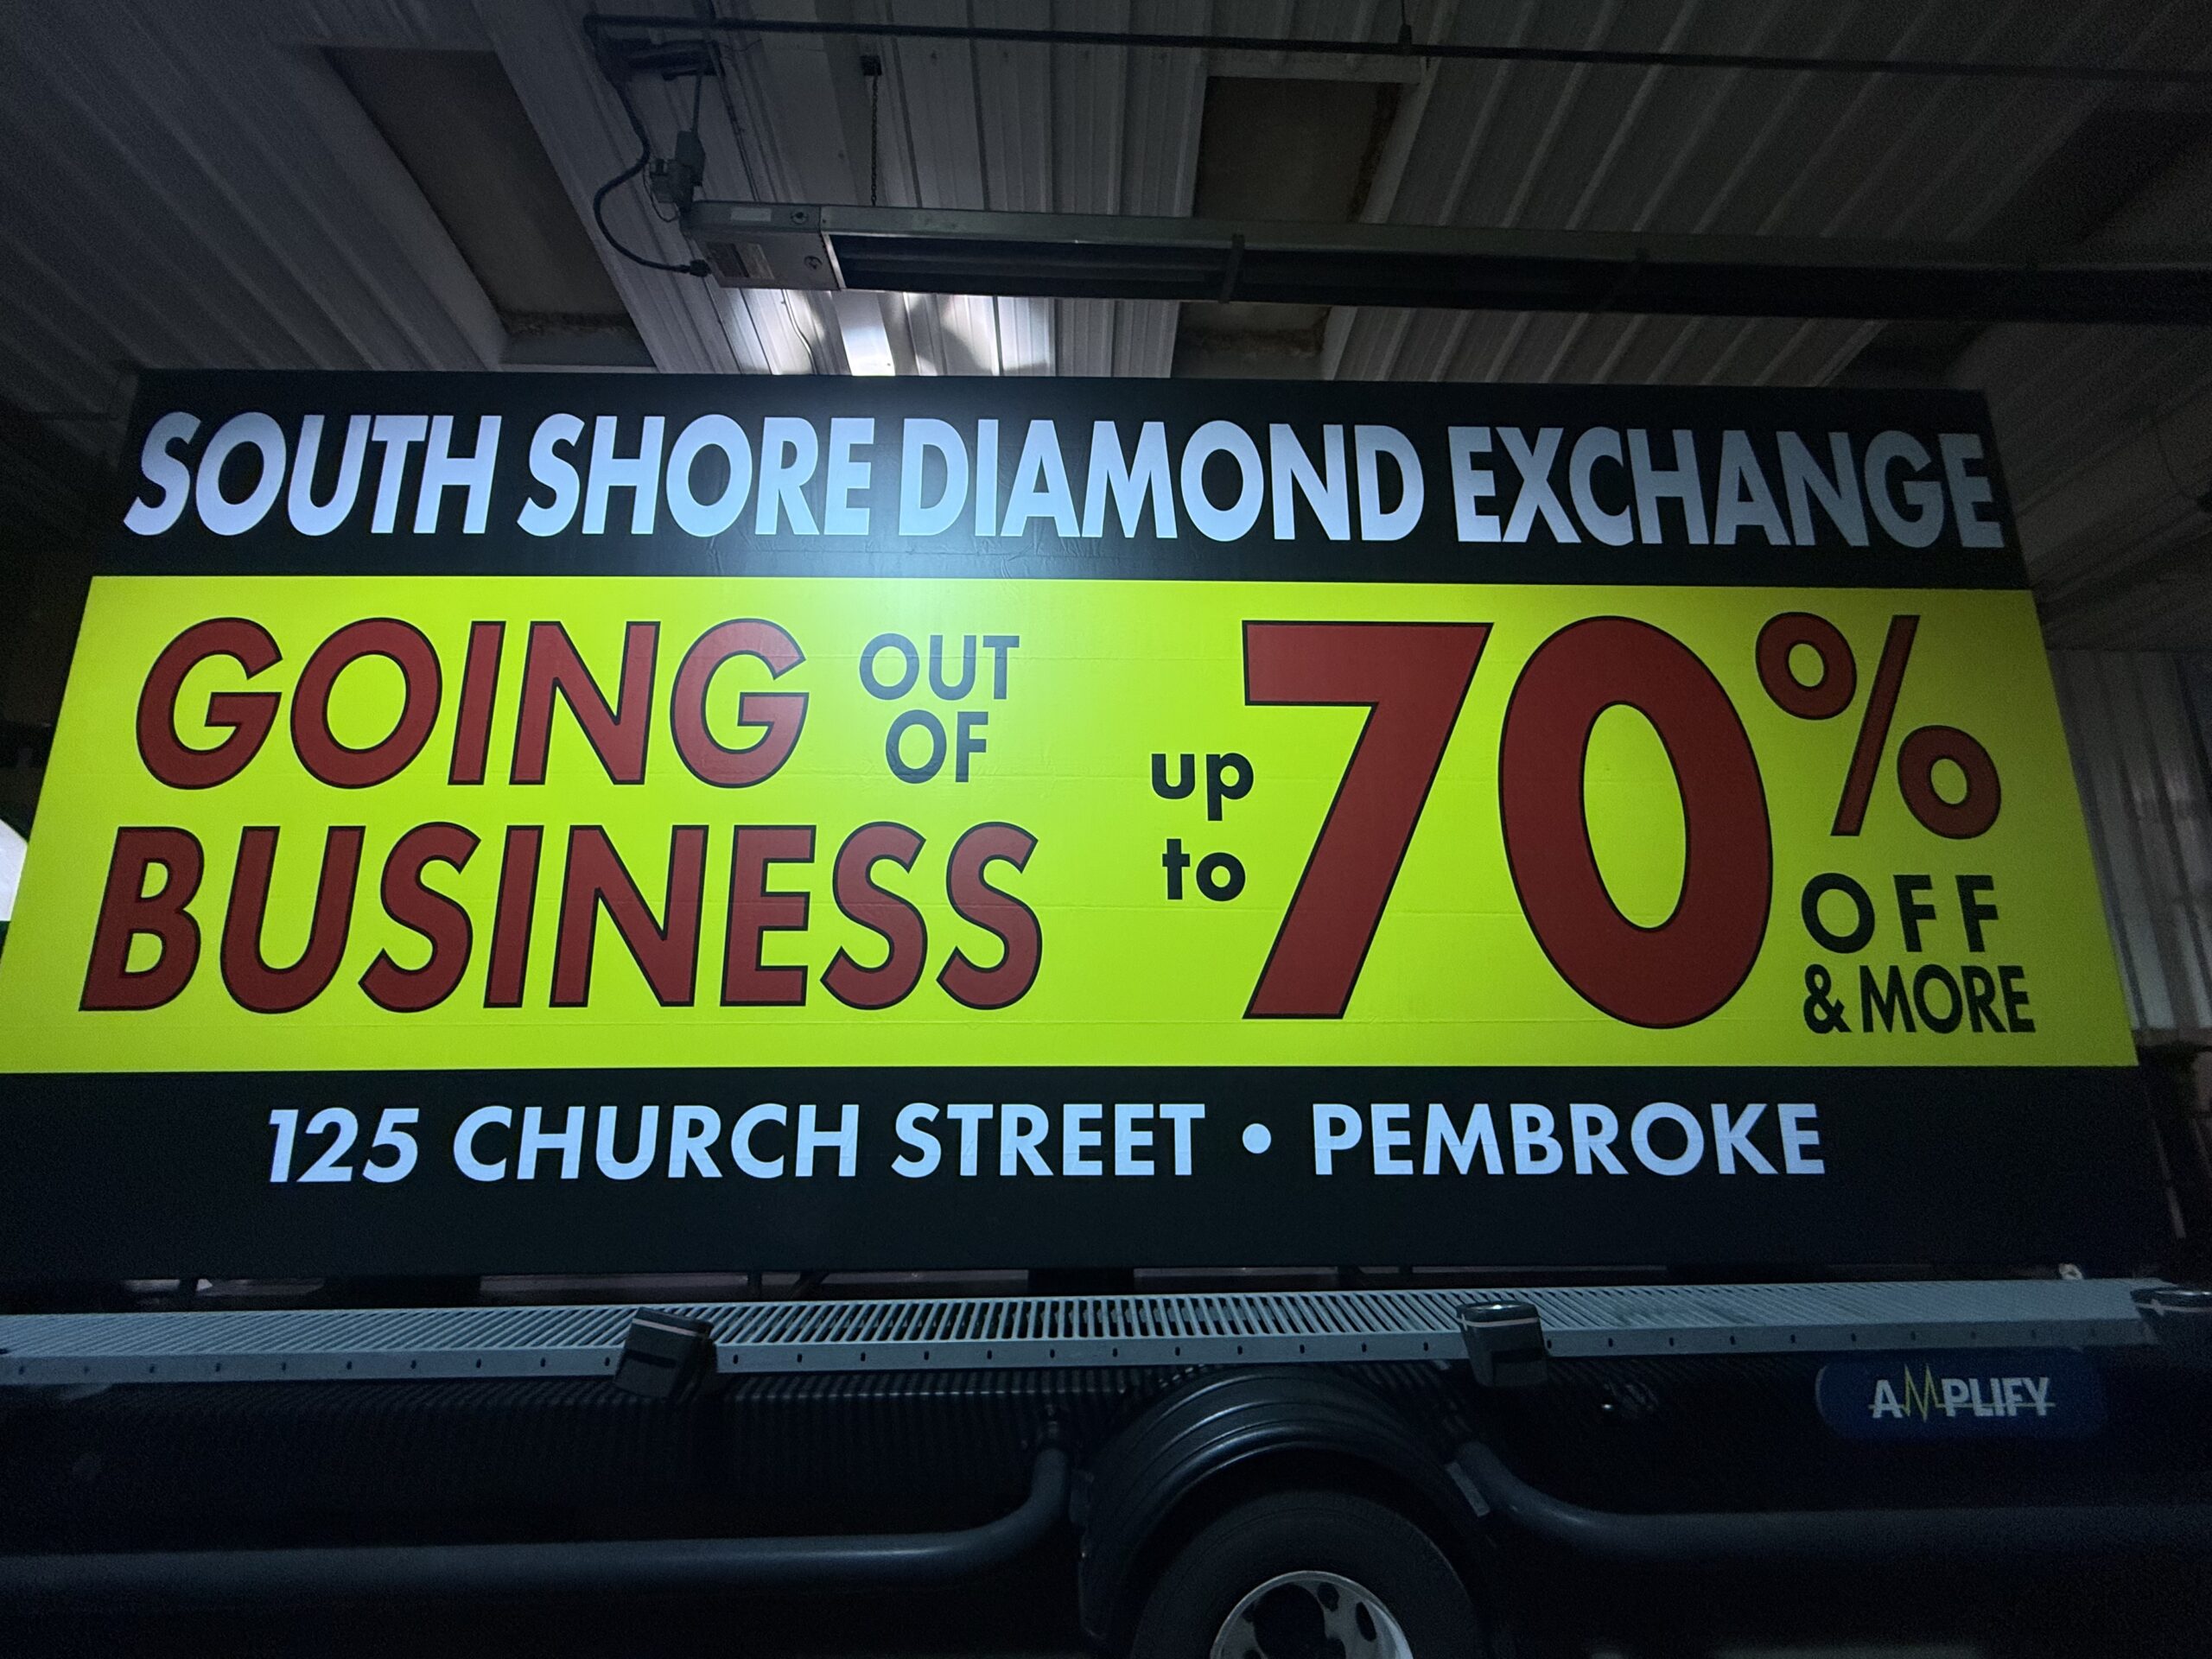 SOUTH SHORE DIAMOND EXCHANGE
GOING OUT OF
BUSINESS
up to 70% OFF & MORE
125 CHURCH STREET • PEMBROKE
AMPLIFY